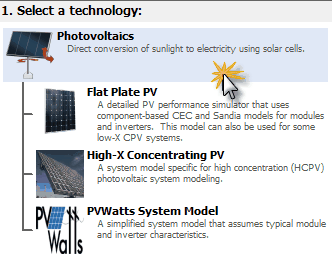 1. Select a technology:
Photovoltaics
Direct conversion of sunlight to electricity using solar cells.
Flat Plate PV
A detailed PV performance simulator that uses
component-based CEC and Sandia models for modules
and inverters. This model can also be used for some
low-X CPV systems.
High-X Concentrating PV
A system model specific for high concentration (HCPV)
photovoltaic system modeling.
PVWatts System Model
A simplified system model that assumes typical module
and inverter characteristics.
PV
Watts